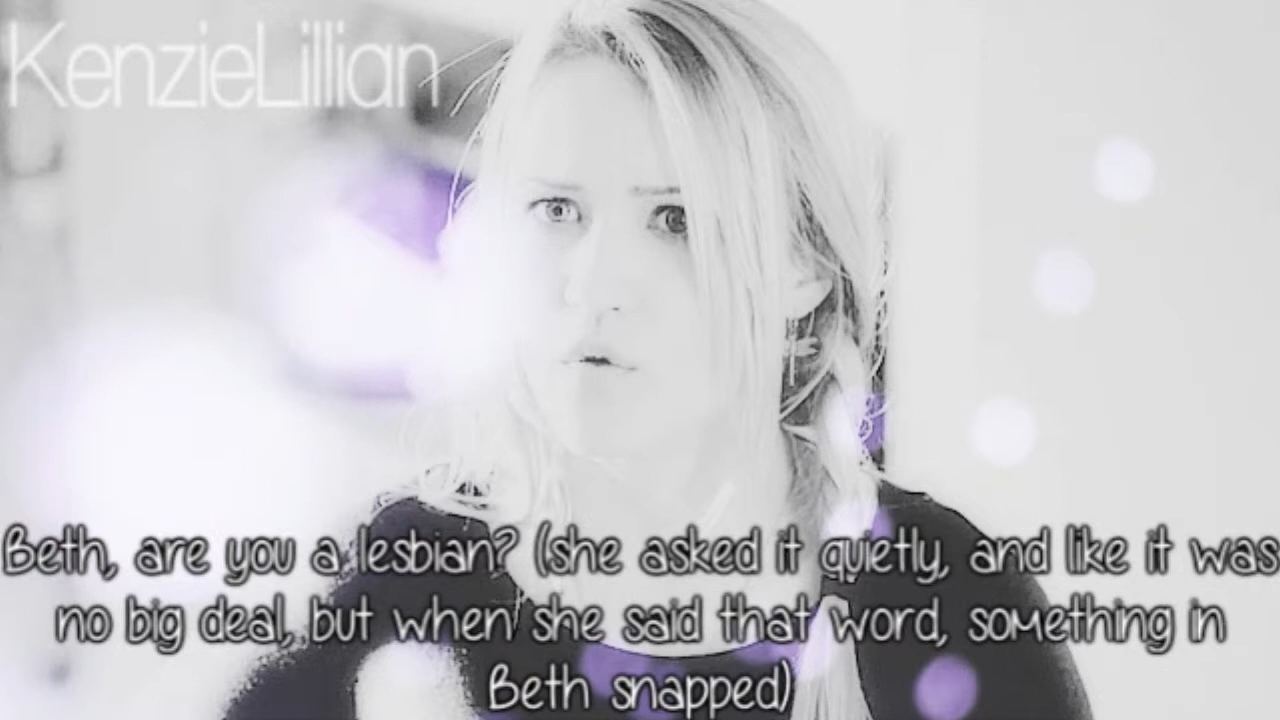 KenzieLillian
Beth, are you a lesbian? (she asked it quietly, and like it was
no big deal, but when she said that word, something in
Beth snapped)